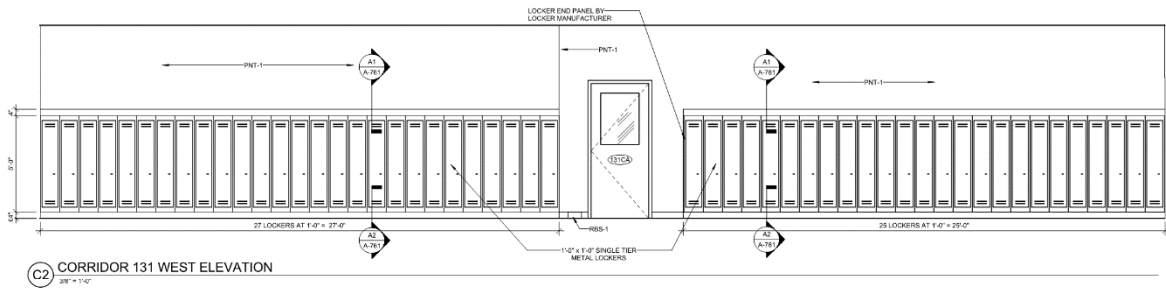 LOCKER END PANEL BY
LOCKER MANUFACTURER
A1
A-761
PNT-1
PNT-1
A1
A-761
PNT-1
4"
5'-0"
131CA
27 LOCKERS AT 1'-0" = 27'-0"
A2
A-761
RBS-1
1'-0" x 1'-0" SINGLE TIER
METAL LOCKERS
A2
A-761
25 LOCKERS AT 1'-0" = 25'-0"
C2
CORRIDOR 131 WEST ELEVATION
3/8" = 1'-0"